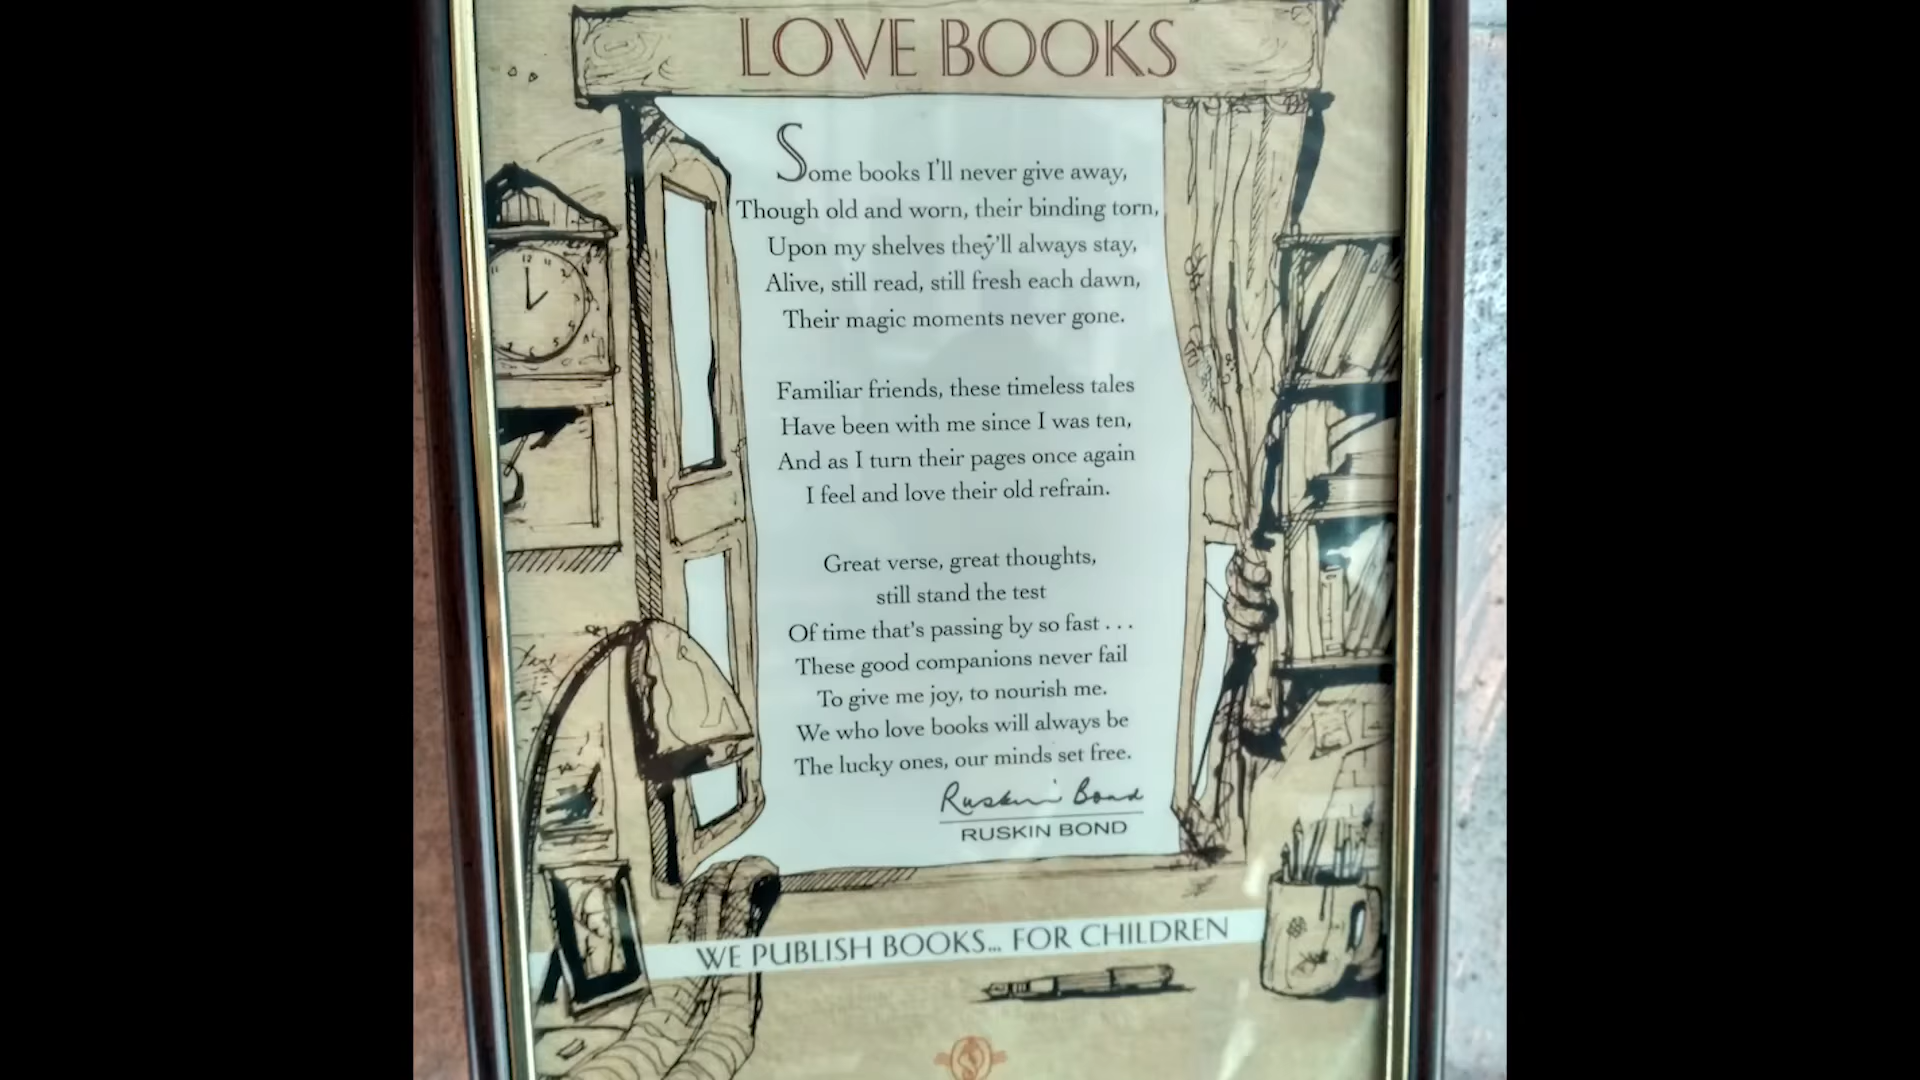 LOVE BOOKS
Some books I'll never give away,
Though old and worn, their binding torn,
Upon my shelves they'll always stay,
Alive, still read, still fresh each dawn,
Their magic moments never gone.
Familiar friends, these timeless tales
Have been with me since I was ten,
And as I turn their pages once again
I feel and love their old refrain.
Great verse, great thoughts,
still stand the test
Of time that's passing by so fast . . .
These good companions never fail
To give me joy, to nourish me.
We who love books will always be
The lucky ones, our minds set free.
Ruskin Bond
RUSKIN BOND
WE PUBLISH BOOKS... FOR CHILDREN